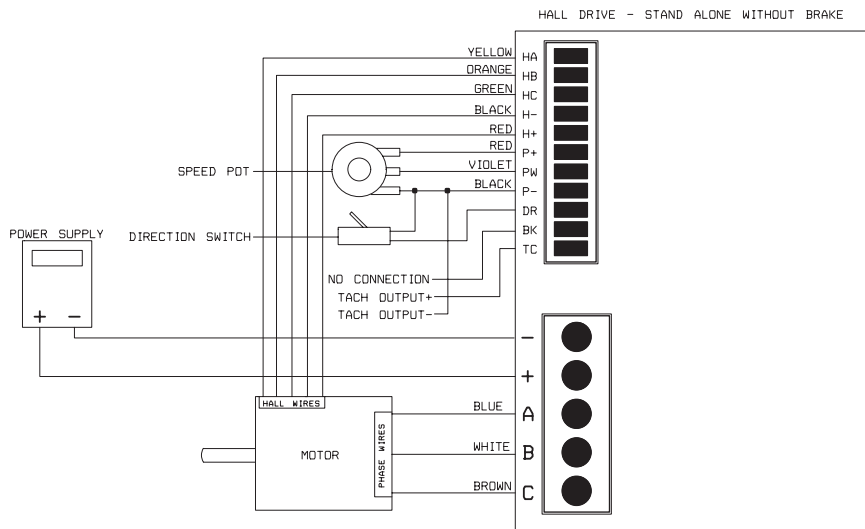 HALL DRIVE - STAND ALONE WITHOUT BRAKE
YELLOW HA
ORANGE HB
GREEN HC
BLACK H-
RED H+
RED P+
SPEED POT VIOLET PW
BLACK P-
DR
POWER SUPPLY DIRECTION SWITCH BK
TC
NO CONNECTION
TACH OUTPUT+
TACH OUTPUT-
+ -
-
+
HALL WIRES
BLUE A
MOTOR PHASE WIRES WHITE B
BROWN C